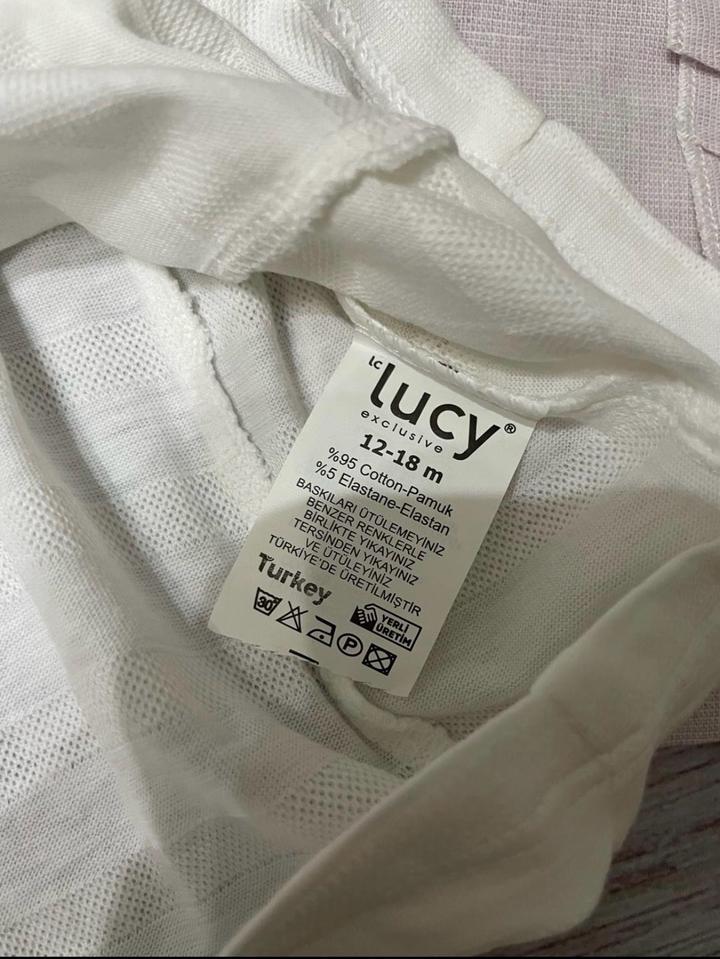 LC
lucy®
exclusive
12-18 m
%95 Cotton-Pamuk
%5 Elastane-Elastan
BASKILARI ÜTÜLEMEYİNİZ
BENZER RENKLERLE
BİRLİKTE YIKAYINIZ
TERSİNDEN YIKAYINIZ
VE ÜTÜLEYİNİZ
TÜRKİYE'DE ÜRETİLMİŞTİR
Turkey
YERLİ
ÜRETİM
30°
P